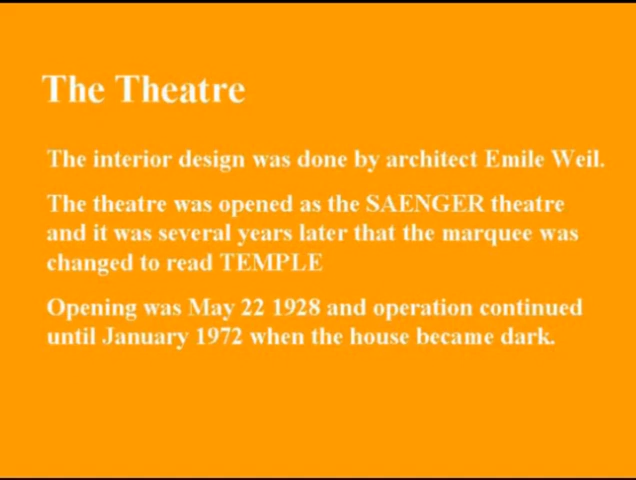 The Theatre
The interior design was done by architect Emile Weil.
The theatre was opened as the SAENGER theatre
and it was several years later that the marquee was
changed to read TEMPLE
Opening was May 22 1928 and operation continued
until January 1972 when the house became dark.